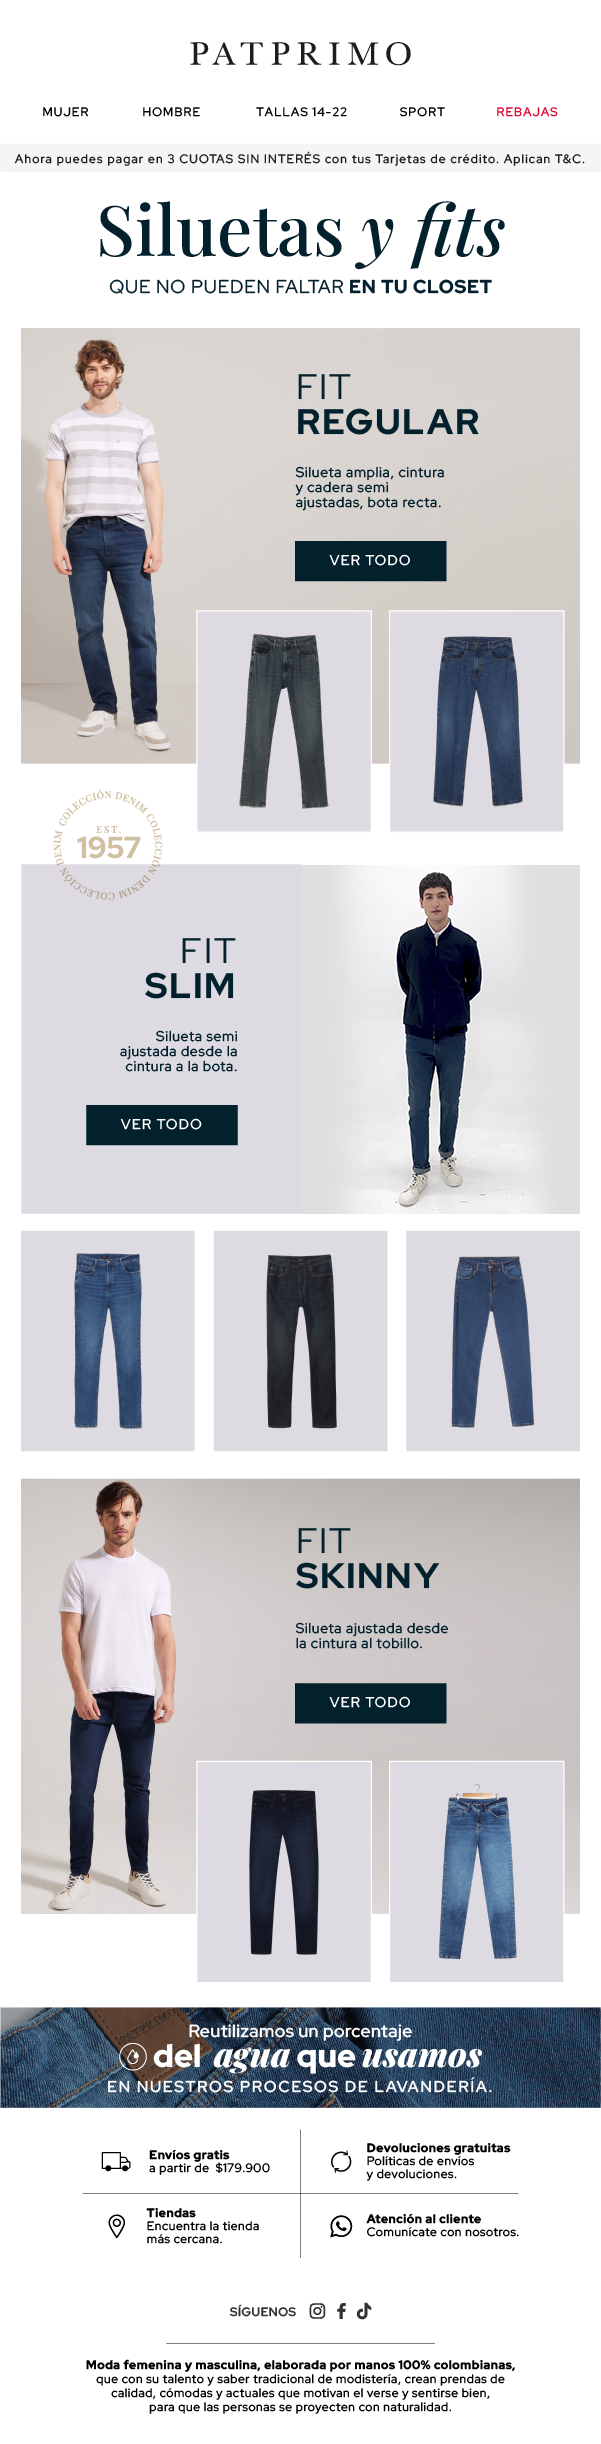 PATPRIMO
MUJER HOMBRE TALLAS 14-22 SPORT REBAJAS
Ahora puedes pagar en 3 CUOTAS SIN INTERÉS con tus Tarjetas de crédito. Aplican T&C.
Siluetas y fits
QUE NO PUEDEN FALTAR EN TU CLOSET
FIT
REGULAR
Silueta amplia, cintura
y cadera semi
ajustadas, bota recta.
VER TODO
COLECCIÓN DENIM COLECCIÓN DENIM COLECCIÓN DENIM
EST.
1957
FIT
SLIM
Silueta semi
ajustada desde la
cintura a la bota.
VER TODO
FIT
SKINNY
Silueta ajustada desde
la cintura al tobillo.
VER TODO
PATPRIMO
Reutilizamos un porcentaje
del agua que usamos
EN NUESTROS PROCESOS DE LAVANDERÍA.
Envíos gratis
a partir de $179.900
Devoluciones gratuitas
Políticas de envíos
y devoluciones.
Tiendas
Encuentra la tienda
más cercana.
Atención al cliente
Comunícate con nosotros.
SÍGUENOS
Moda femenina y masculina, elaborada por manos 100% colombianas,
que con su talento y saber tradicional de modistería, crean prendas de
calidad, cómodas y actuales que motivan el verse y sentirse bien,
para que las personas se proyecten con naturalidad.